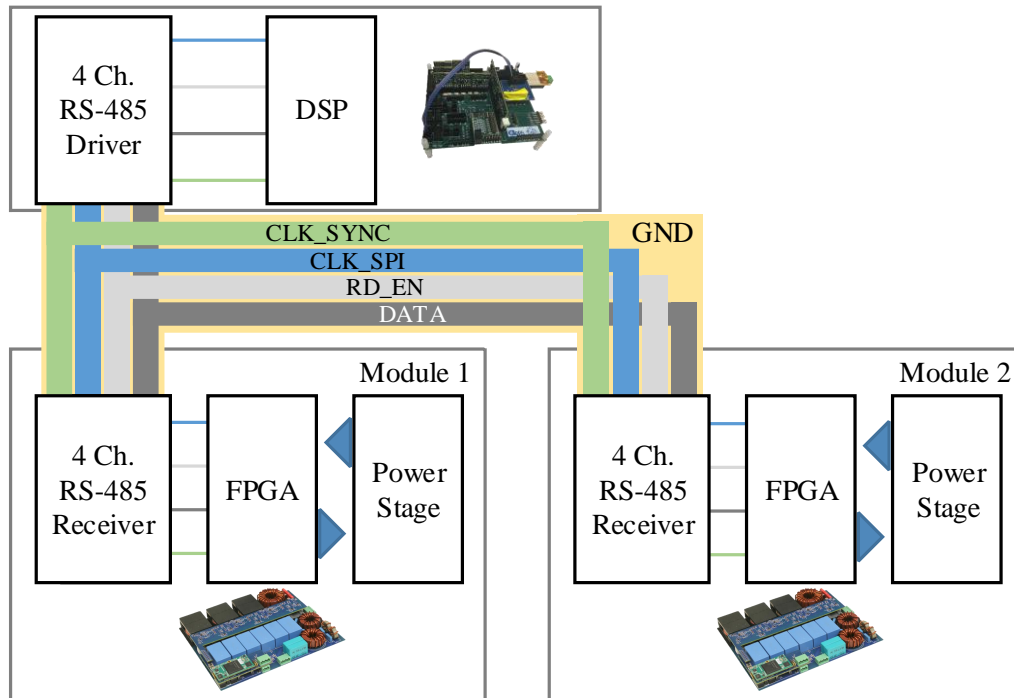 4 Ch.
RS-485
Driver
DSP
CLK_SYNC
GND
CLK_SPI
RD_EN
DATA
Module 1
4 Ch.
RS-485
Receiver
FPGA
Power
Stage
Module 2
4 Ch.
RS-485
Receiver
FPGA
Power
Stage